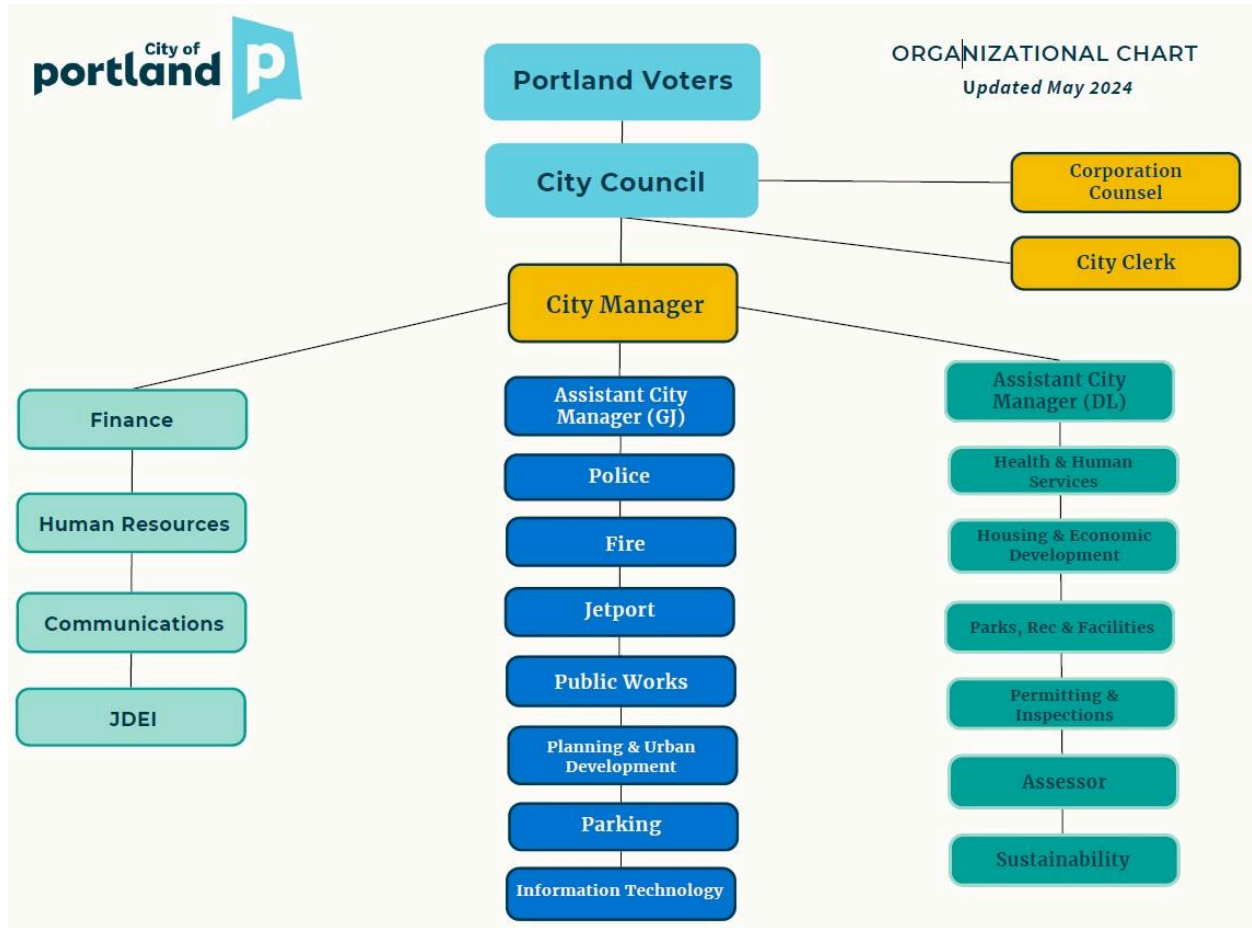 City of
portland
p
ORGANIZATIONAL CHART
Updated May 2024
Portland Voters
City Council
Corporation
Counsel
City Clerk
City Manager
Finance
Human Resources
Communications
JDEI
Assistant City
Manager (GJ)
Police
Fire
Jetport
Public Works
Planning & Urban
Development
Parking
Information Technology
Assistant City
Manager (DL)
Health & Human
Services
Housing & Economic
Development
Parks, Rec & Facilities
Permitting &
Inspections
Assessor
Sustainability